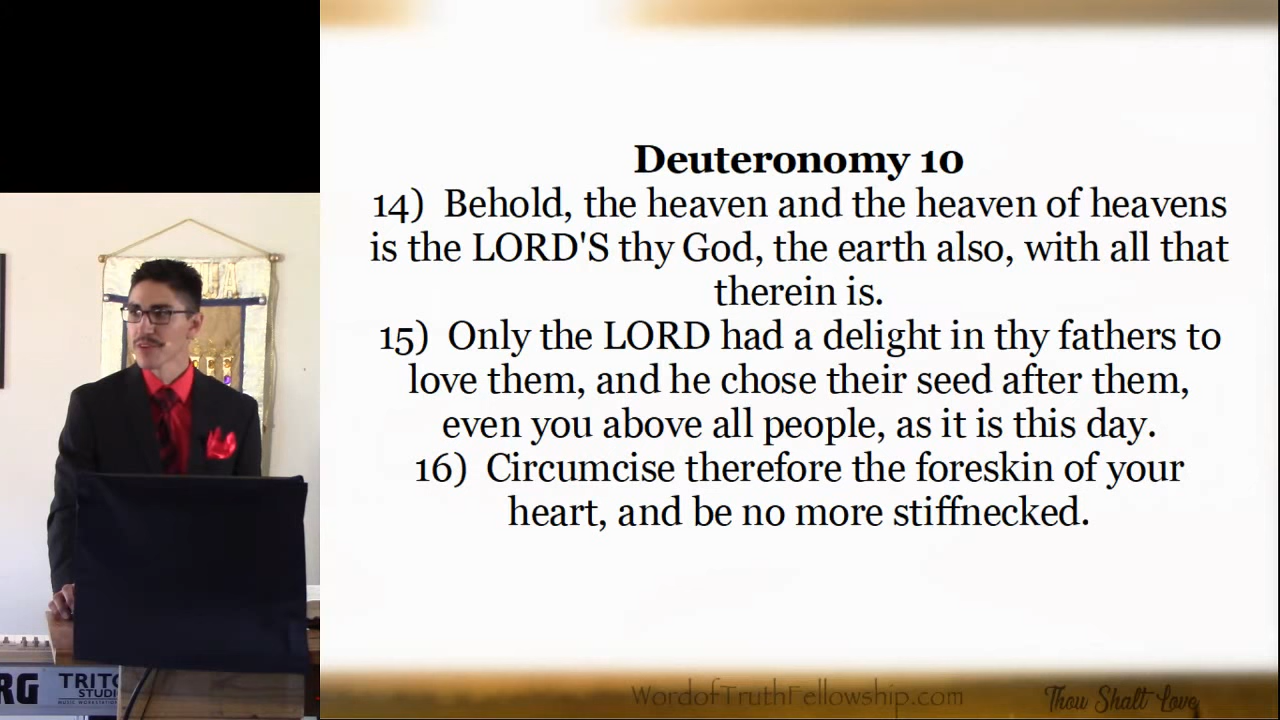 Deuteronomy 10
14) Behold, the heaven and the heaven of heavens
is the LORD'S thy God, the earth also, with all that
therein is.
15) Only the LORD had a delight in thy fathers to
love them, and he chose their seed after them,
even you above all people, as it is this day.
16) Circumcise therefore the foreskin of your
heart, and be no more stiffnecked.
WordofTruthFellowship.com
Thou Shalt Love
RG
TRITO
STUDI